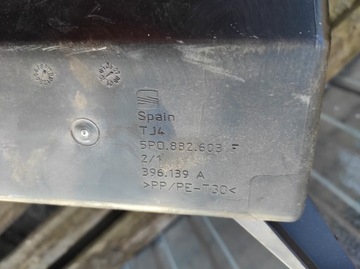 Spain
TJ4
5P0.882.603 F
2/1
396.139 A
>PP/PE-T30<